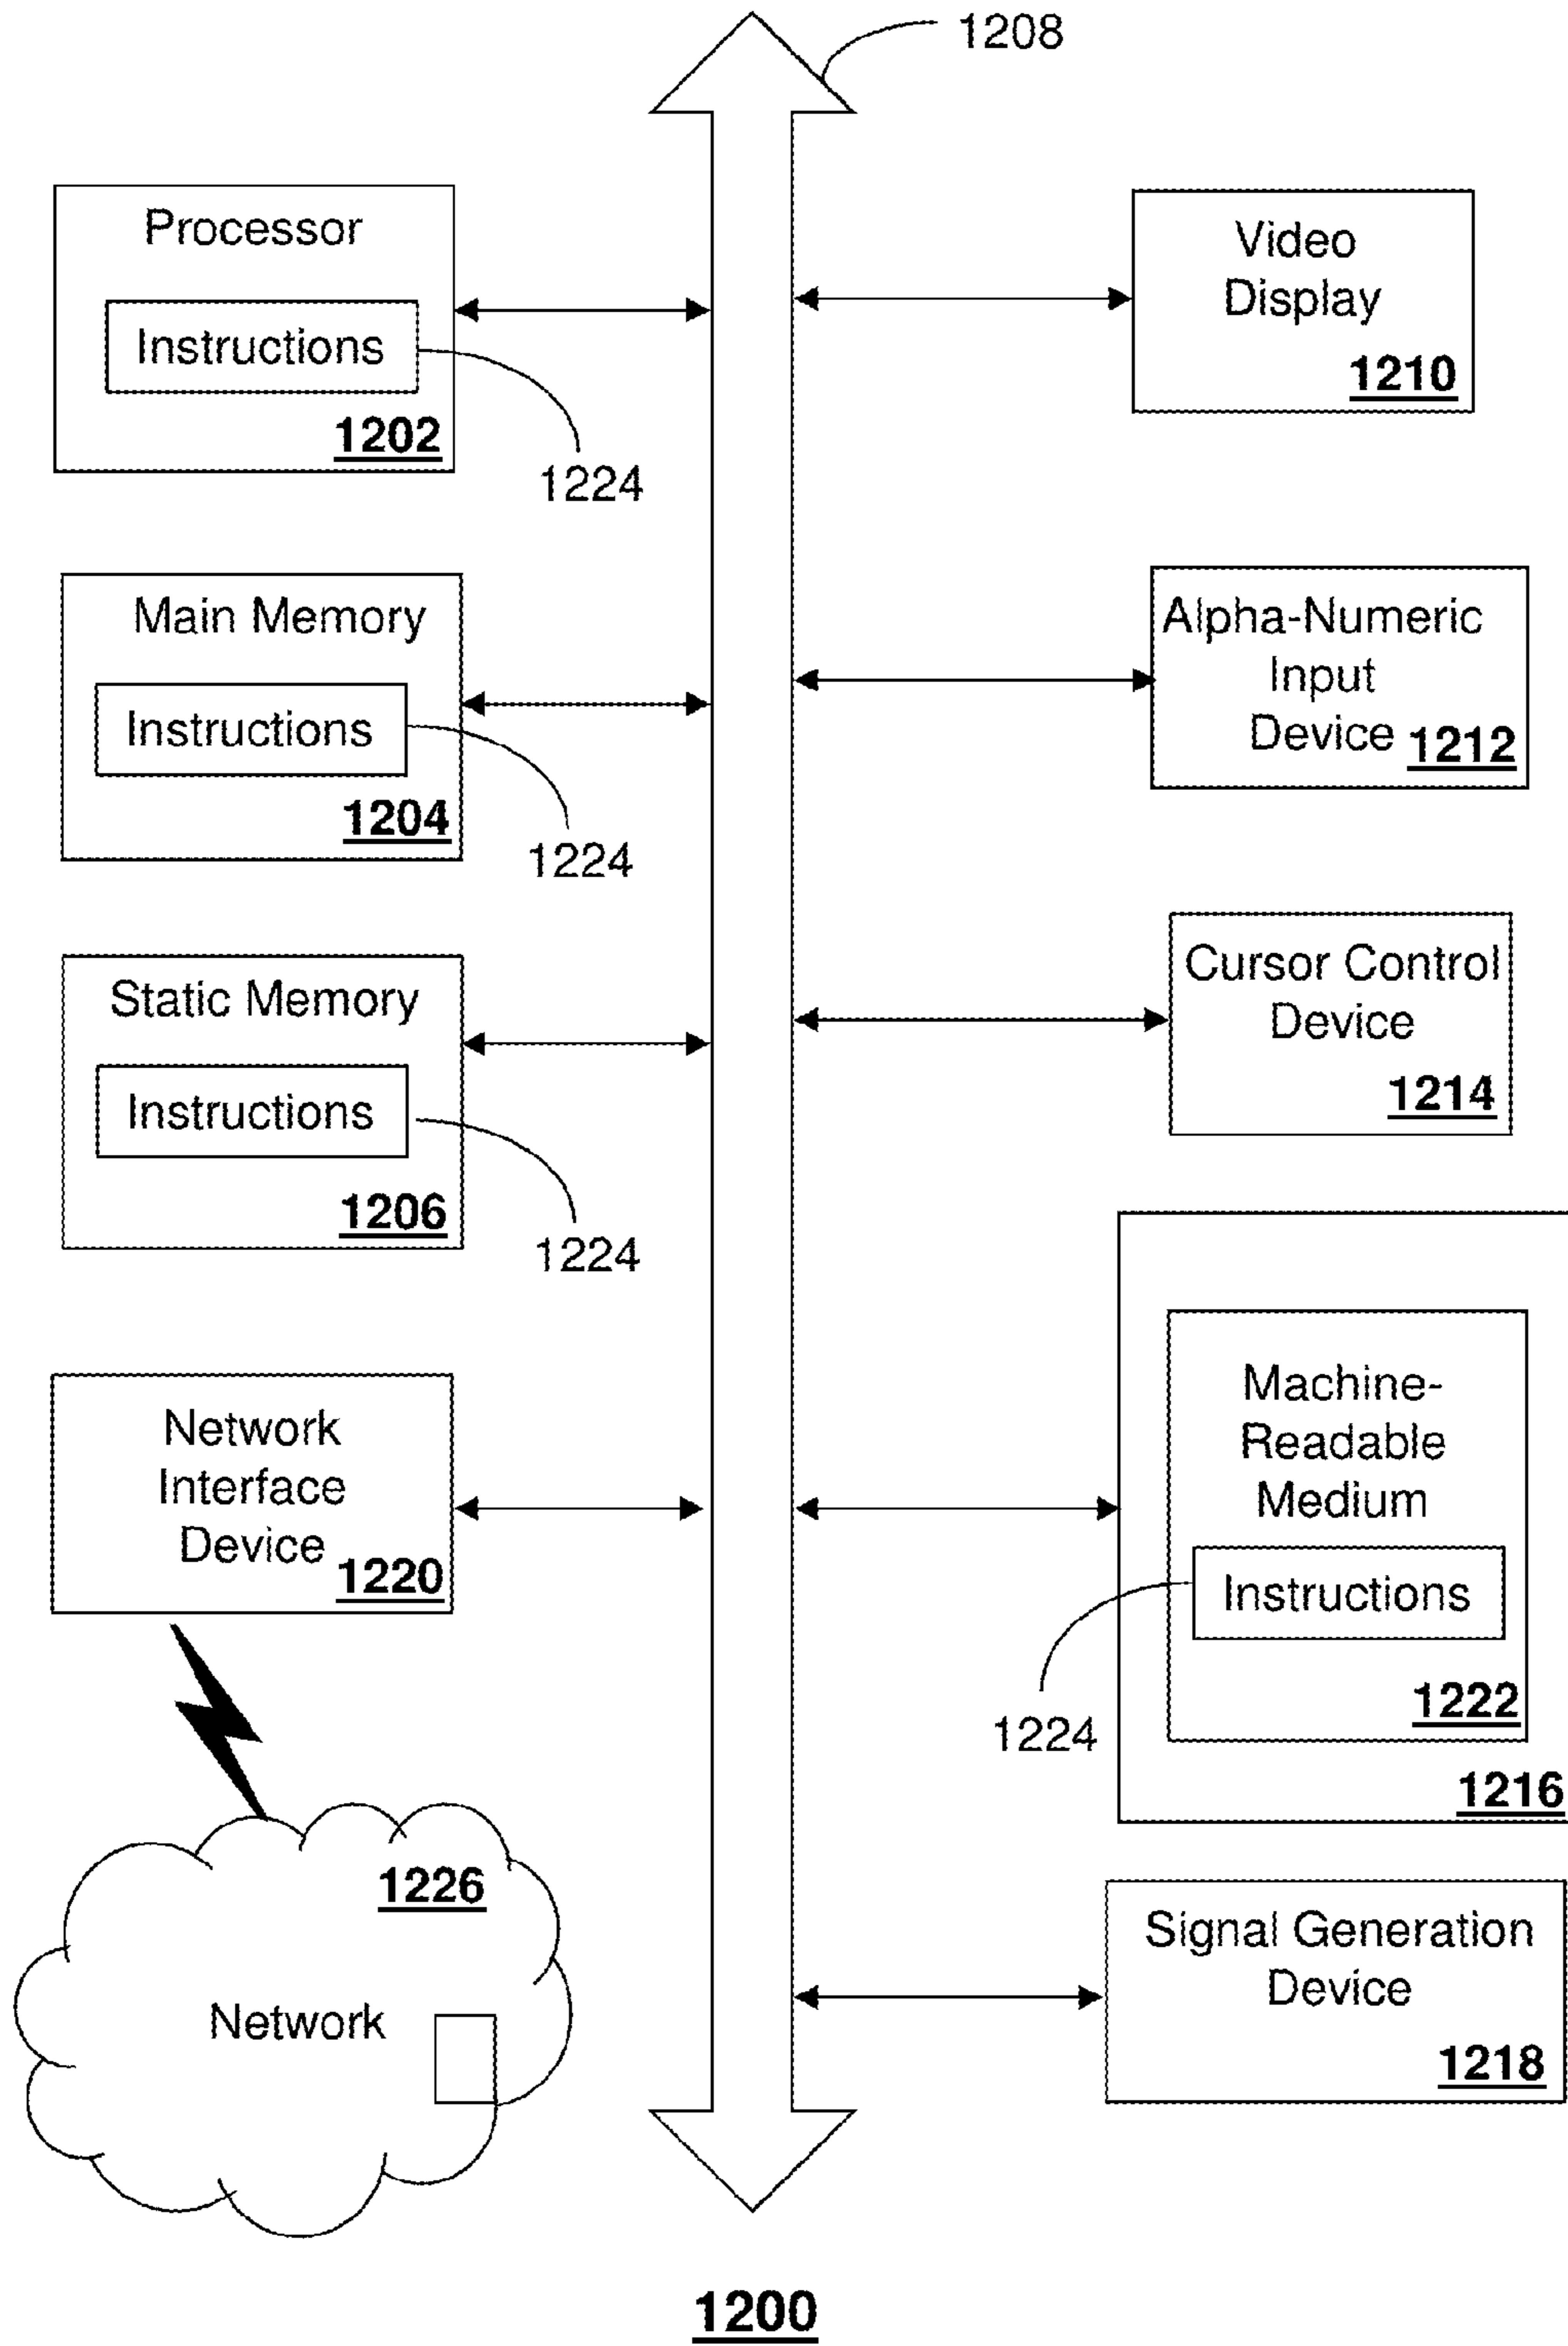 1208
Processor
Instructions
1202
1224
Main Memory
Instructions
1204
1224
Static Memory
Instructions
1206
1224
Network
Interface
Device
1220
1226
Network
Video
Display
1210
Alpha-Numeric
Input
Device 1212
Cursor Control
Device
1214
Machine-
Readable
Medium
Instructions
1222
1224
1216
Signal Generation
Device
1218
1200